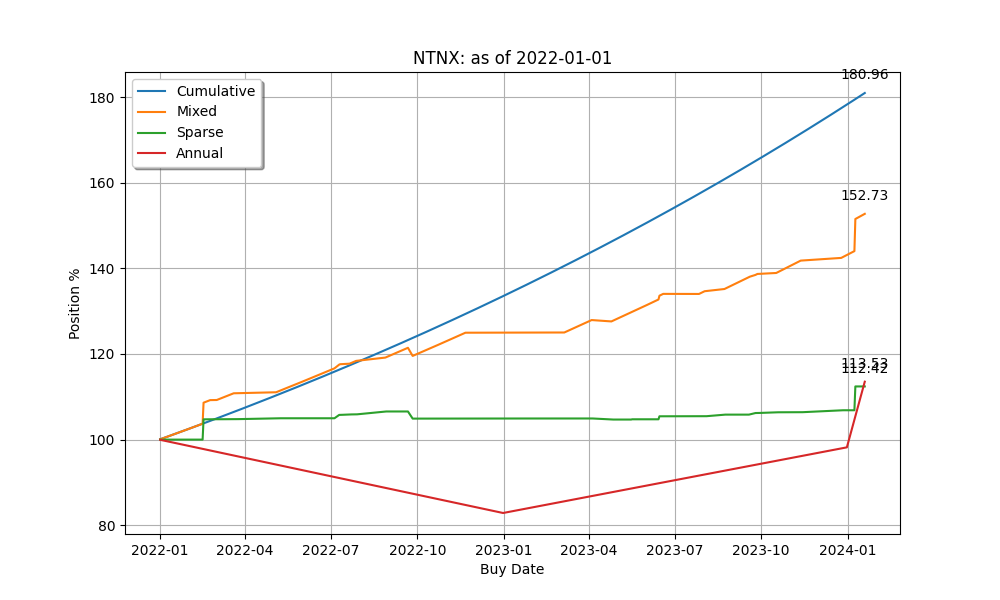 NTNX: as of 2022-01-01
180.96
Cumulative
Mixed
Sparse
Annual
152.73
113.53
112.42
180
160
140
120
100
80
Position %
2022-01 2022-04 2022-07 2022-10 2023-01 2023-04 2023-07 2023-10 2024-01
Buy Date